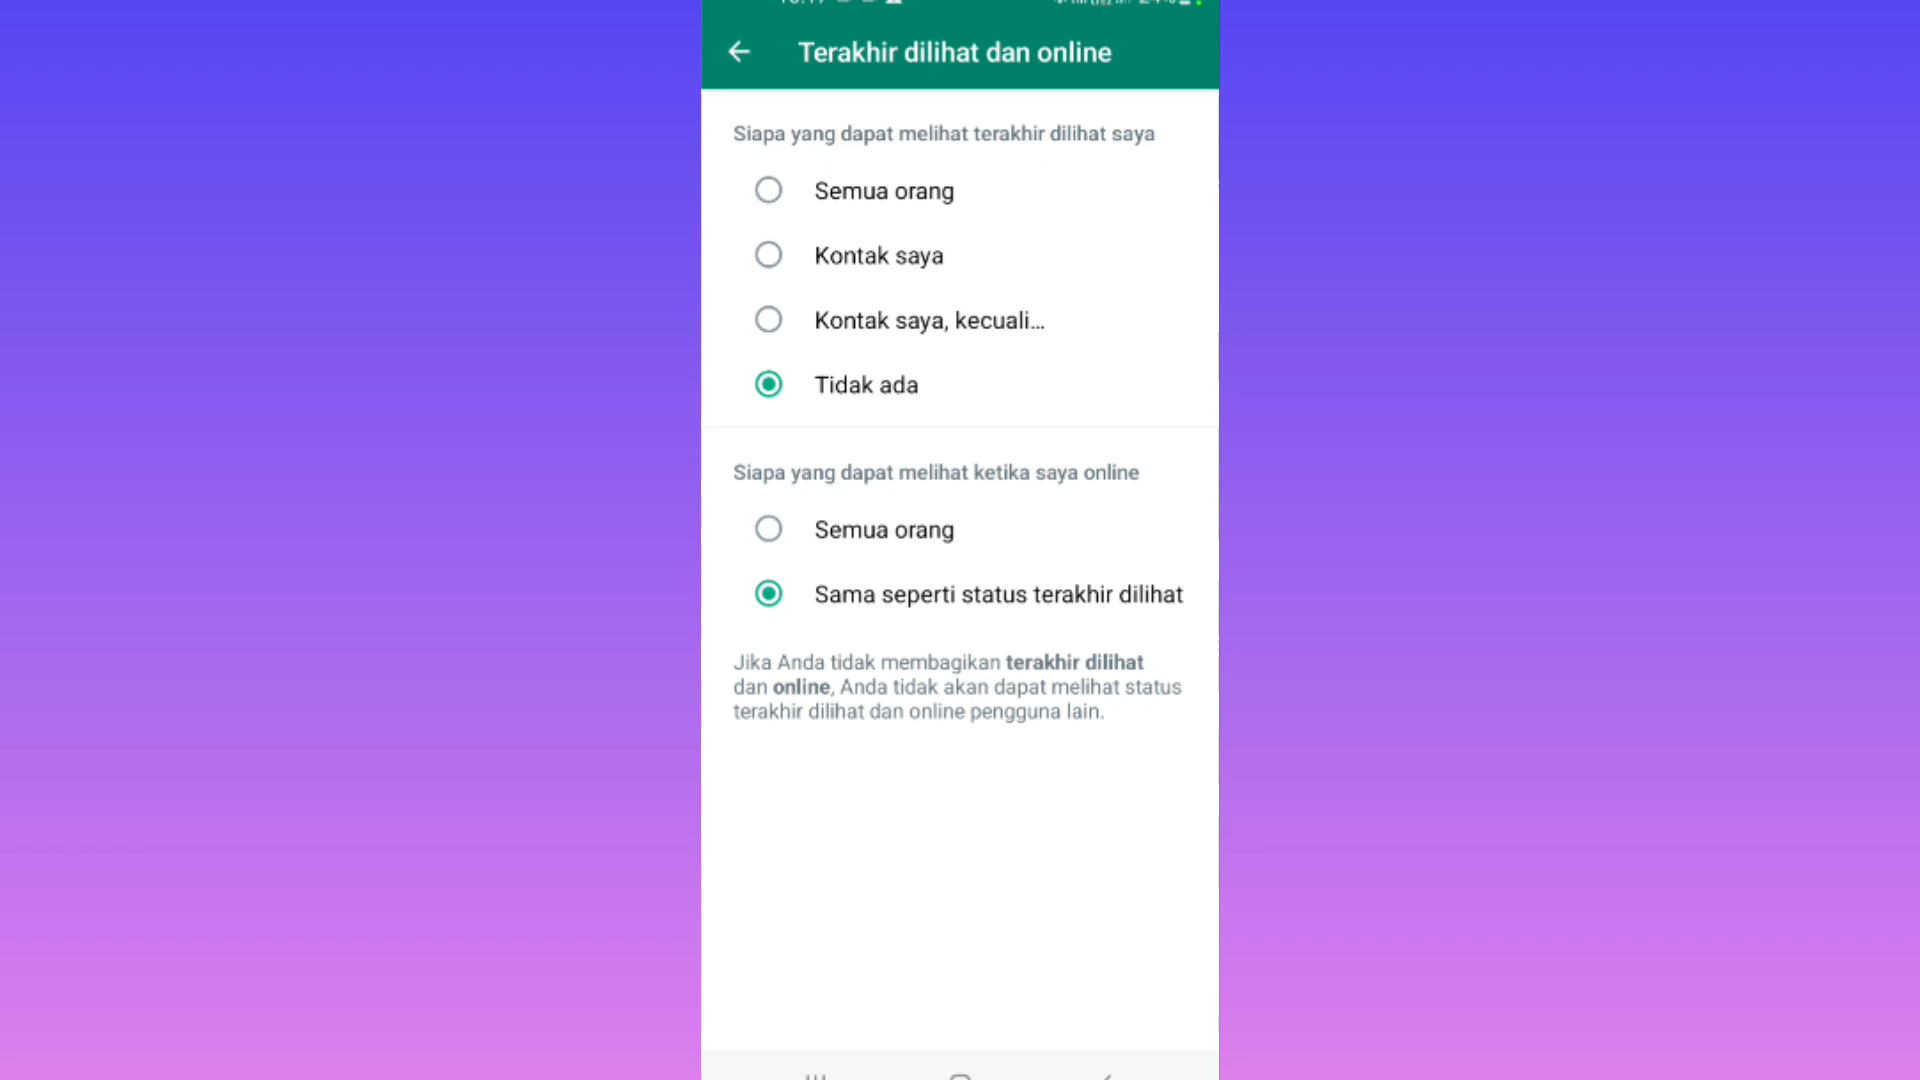 Terakhir dilihat dan online
Siapa yang dapat melihat terakhir dilihat saya
Semua orang
Kontak saya
Kontak saya, kecuali...
Tidak ada
Siapa yang dapat melihat ketika saya online
Semua orang
Sama seperti status terakhir dilihat
Jika Anda tidak membagikan terakhir dilihat
dan online, Anda tidak akan dapat melihat status
terakhir dilihat dan online pengguna lain.